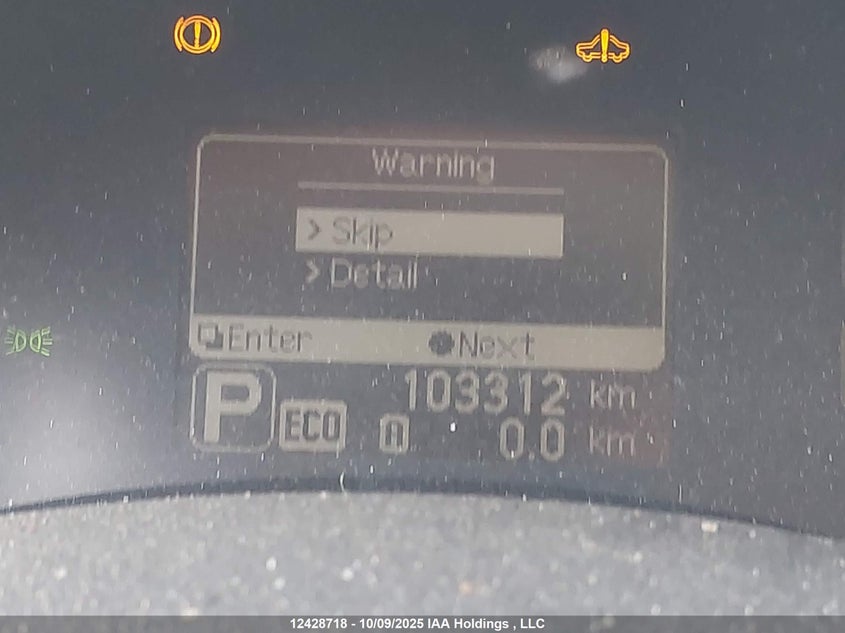 Warning
> Skip
> Detail
Enter Next
103312 km
P ECO A 0.0 km
12428718 - 10/09/2025 IAA Holdings , LLC